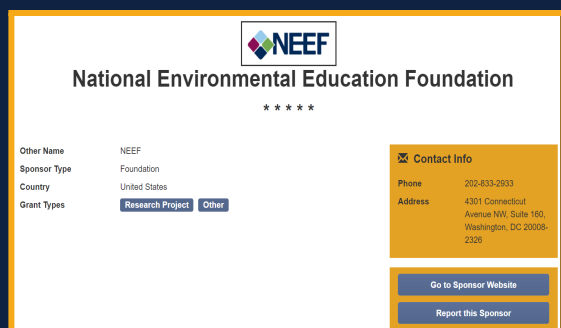 NEEF
National Environmental Education Foundation
* * * * *
Other Name NEEF
Sponsor Type Foundation
Country United States
Grant Types Research Project Other
Contact Info
Phone 202-833-2933
Address 4301 Connecticut
Avenue NW, Suite 160,
Washington, DC 20008-
2326
Go to Sponsor Website
Report this Sponsor